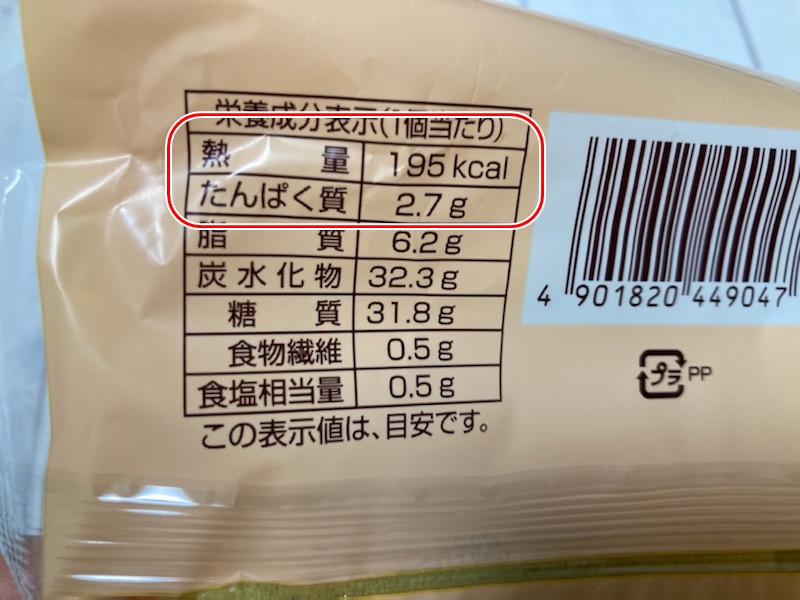 栄養成分表示(1個当たり)
熱量 195kcal
たんぱく質 2.7g
脂質 6.2g
炭水化物 32.3g
糖質 31.8g
食物繊維 0.5g
食塩相当量 0.5g
この表示値は、目安です。
4 901820 449047
プラ PP